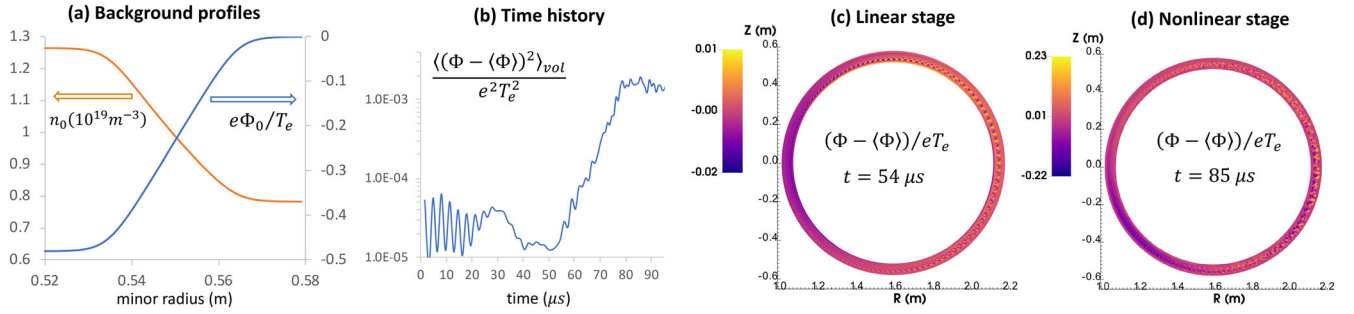 (a) Background profiles
1.3
1.2
1.1
1
0.9
0.8
0.7
0.6
0
-0.1
-0.2
-0.3
-0.4
-0.5
n₀(10¹⁹m⁻³)
eΦ₀/Tₑ
0.52
0.54
0.56
0.58
minor radius (m)
(b) Time history
⟨(Φ − ⟨Φ⟩)²⟩vol
e²Tₑ²
1.0E-03
1.0E-04
1.0E-05
0
10
20
30
40
50
60
70
80
90
time (μs)
(c) Linear stage
Z (m)
0.01
-0.00
-0.02
0.6
0.4
0.2
0.0
-0.2
-0.4
-0.6
(Φ − ⟨Φ⟩)/eTₑ
t = 54 μs
1.0
1.2
1.4
1.6
1.8
2.0
2.2
R (m)
(d) Nonlinear stage
Z (m)
0.23
0.01
-0.22
0.6
0.4
0.2
0.0
-0.2
-0.4
-0.6
(Φ − ⟨Φ⟩)/eTₑ
t = 85 μs
1.0
1.2
1.4
1.6
1.8
2.0
2.2
R (m)